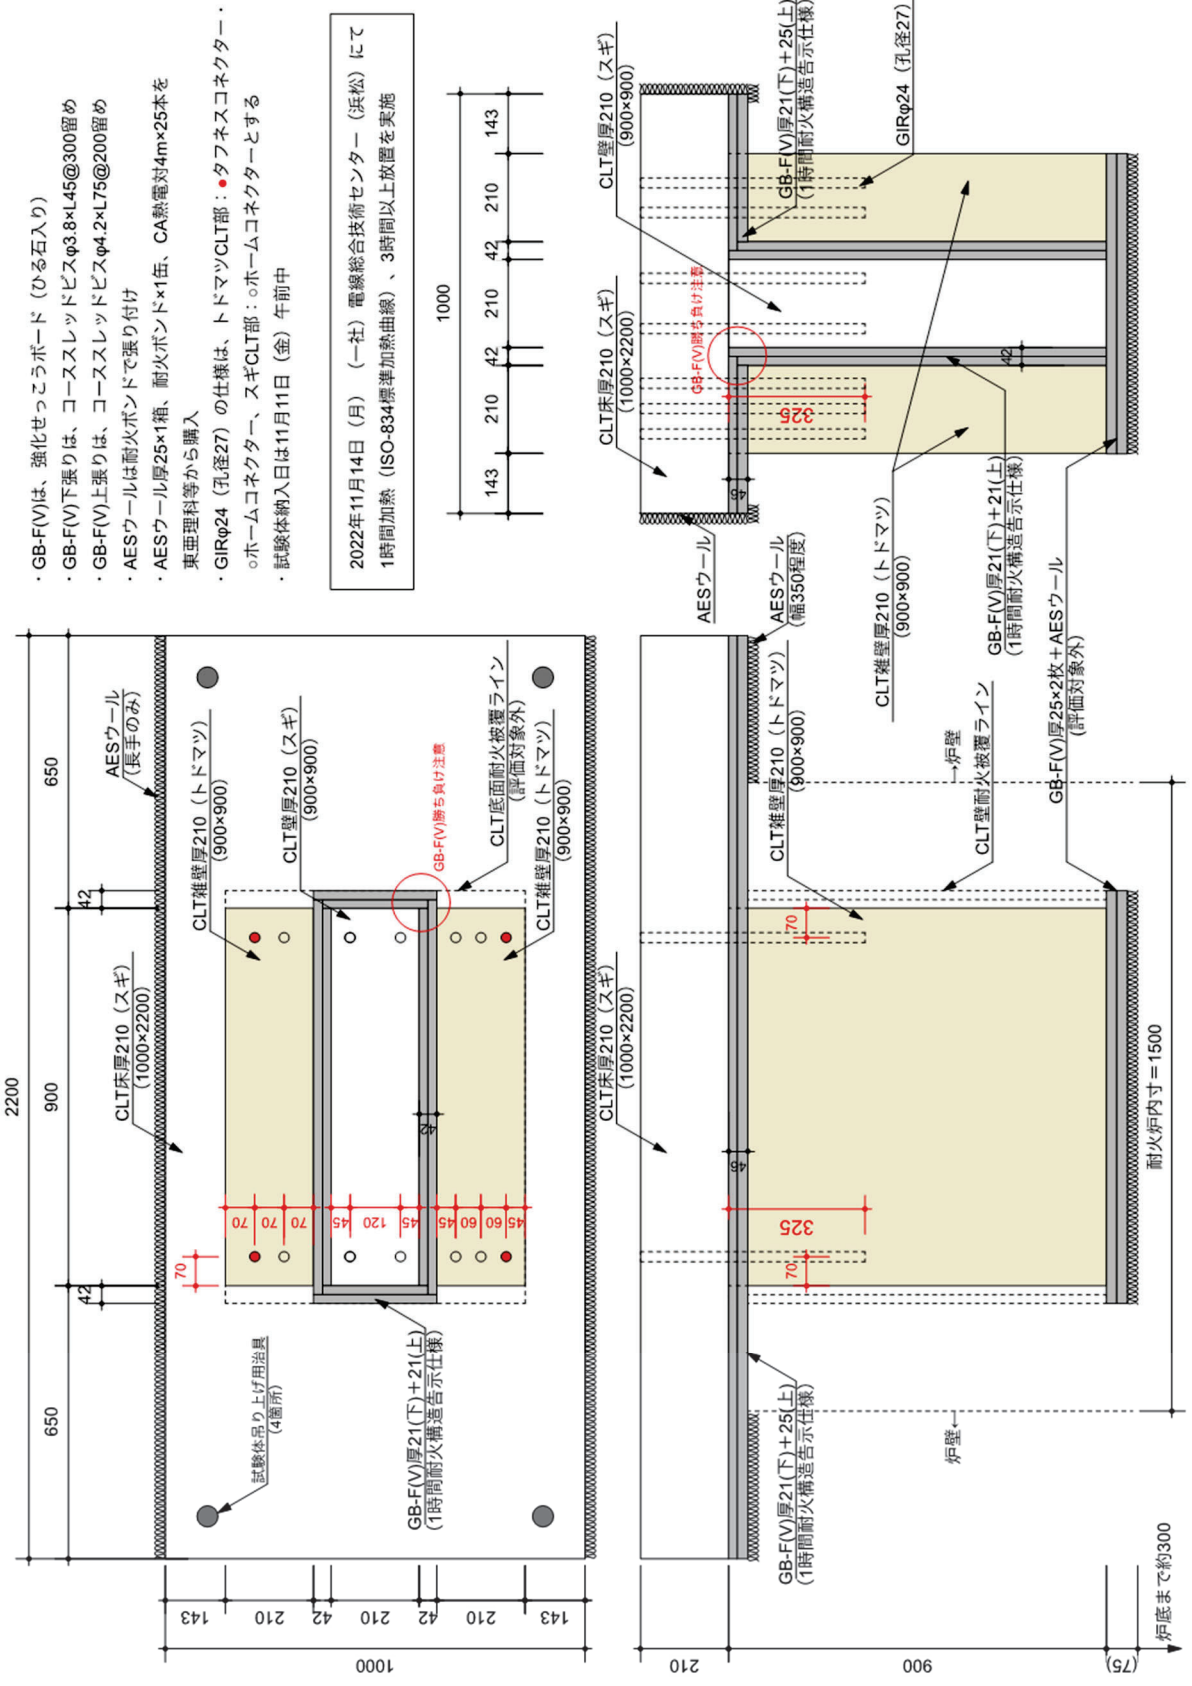 ・GB-F(V)は、強化せっこうボード（ひる石入り）
・GB-F(V)下張りは、コーススレッドビスφ3.8×L45@300留め
・GB-F(V)上張りは、コーススレッドビスφ4.2×L75@200留め
・AESウールは耐火ボンドで張り付け
・AESウール厚25×1箱、耐火ボンド×1缶、CA熱電対4m×25本を
東亜理科等から購入
・GIRφ24（孔径27）の仕様は、トドマツCLT部：●タフネスコネクター・
○ホームコネクター、スギCLT部：○ホームコネクターとする
・試験体納入日は11月11日（金）午前中
2022年11月14日（月）（一社）電線総合技術センター（浜松）にて
1時間加熱（ISO-834標準加熱曲線）、3時間以上放置を実施
2200
650
900
650
42
42
AESウール
（長手のみ）
CLT床厚210（スギ）
（1000×2200）
CLT雑壁厚210（トドマツ）
（900×900）
CLT壁厚210（スギ）
（900×900）
GB-F(V)勝ち負け注意
CLT底面耐火被覆ライン
（評価対象外）
CLT雑壁厚210（トドマツ）
（900×900）
試験体吊り上げ用治具
（4箇所）
GB-F(V)厚21(下)＋21(上)
（1時間耐火構造告示仕様）
70
70
70
70
45
120
45
45
60
60
45
42
143
210
42
210
42
210
143
1000
1000
143
210
42
210
42
210
143
CLT壁厚210（スギ）
（900×900）
CLT床厚210（スギ）
（1000×2200）
GB-F(V)厚21(下)＋25(上)
（1時間耐火構造告示仕様）
GIRφ24（孔径27）
GB-F(V)勝ち負け注意
325
42
46
AESウール
CLT雑壁厚210（トドマツ）
（900×900）
GB-F(V)厚21(下)＋21(上)
（1時間耐火構造告示仕様）
GB-F(V)厚25×2枚＋AESウール
（評価対象外）
CLT床厚210（スギ）
（1000×2200）
AESウール
（幅350程度）
CLT雑壁厚210（トドマツ）
（900×900）
→炉壁
CLT壁耐火被覆ライン
70
46
325
70
GB-F(V)厚21(下)＋25(上)
（1時間耐火構造告示仕様）
炉壁←
耐火炉内寸＝1500
210
900
(75)
炉底まで約300